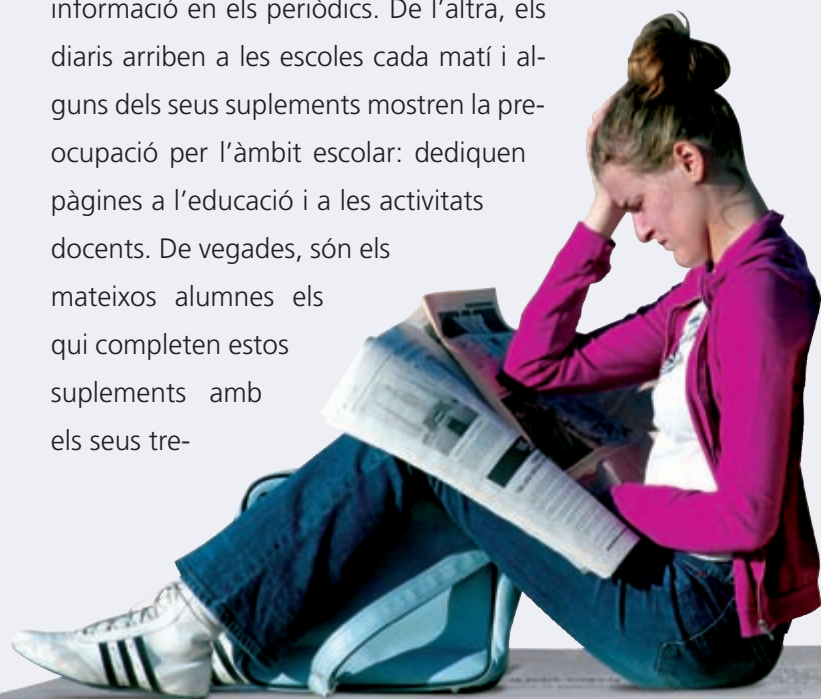 informació en els periòdics. De l’altra, els
diaris arriben a les escoles cada matí i al-
guns dels seus suplements mostren la pre-
ocupació per l’àmbit escolar: dediquen
pàgines a l’educació i a les activitats
docents. De vegades, són els
mateixos alumnes els
qui completen estos
suplements amb
els seus tre-